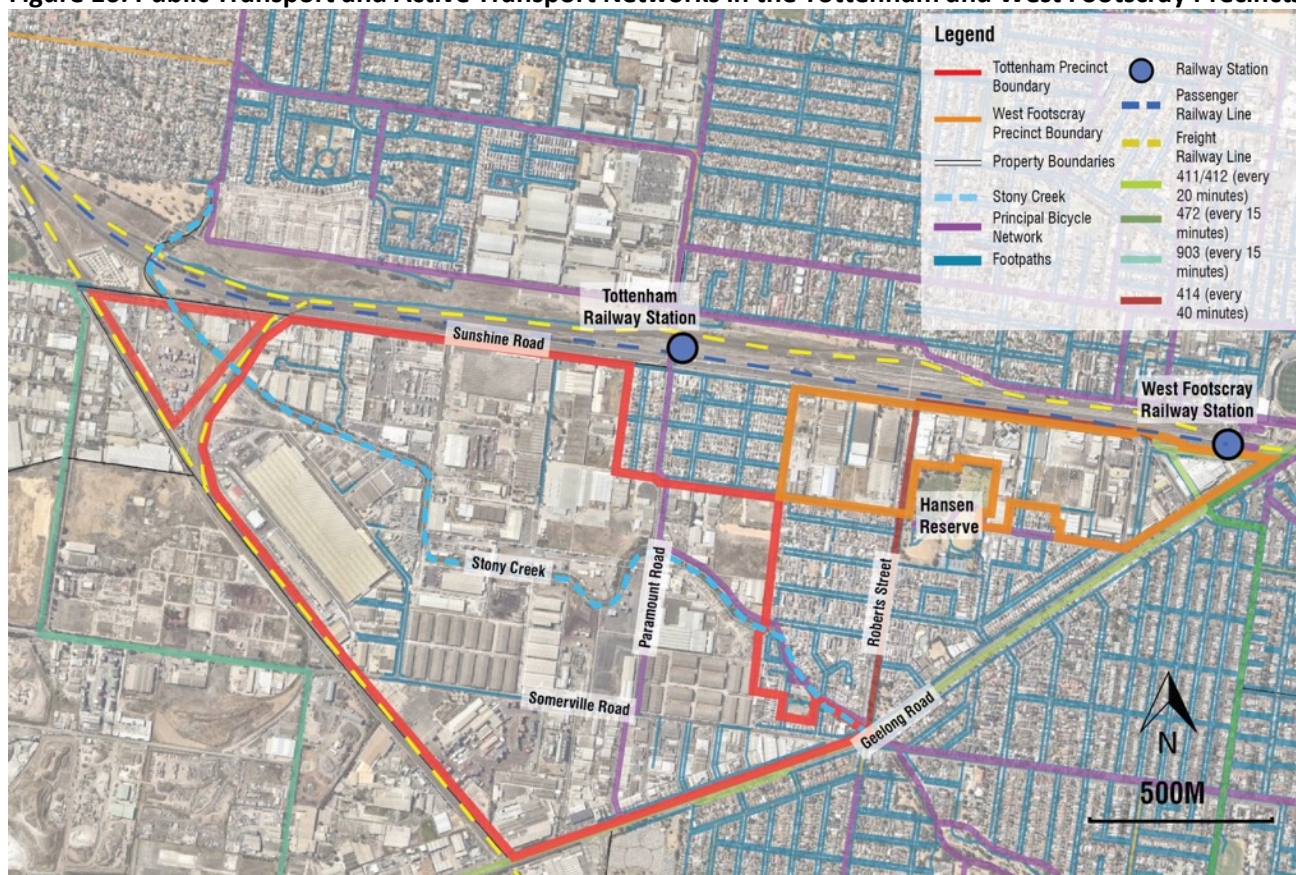 Figure 10: Public Transport and Active Transport Networks in the Tottenham and West Footscray Precincts
Legend
Tottenham Precinct
Boundary
West Footscray
Precinct Boundary
Property Boundaries
Stony Creek
Principal Bicycle
Network
Footpaths
Railway Station
Passenger
Railway Line
Freight
Railway Line
411/412 (every
20 minutes)
472 (every 15
minutes)
903 (every 15
minutes)
414 (every
40 minutes)
Tottenham
Railway Station
Sunshine Road
West Footscray
Railway Station
Hansen
Reserve
Stony Creek
Paramount Road
Roberts Street
Somerville Road
Geelong Road
N
500M